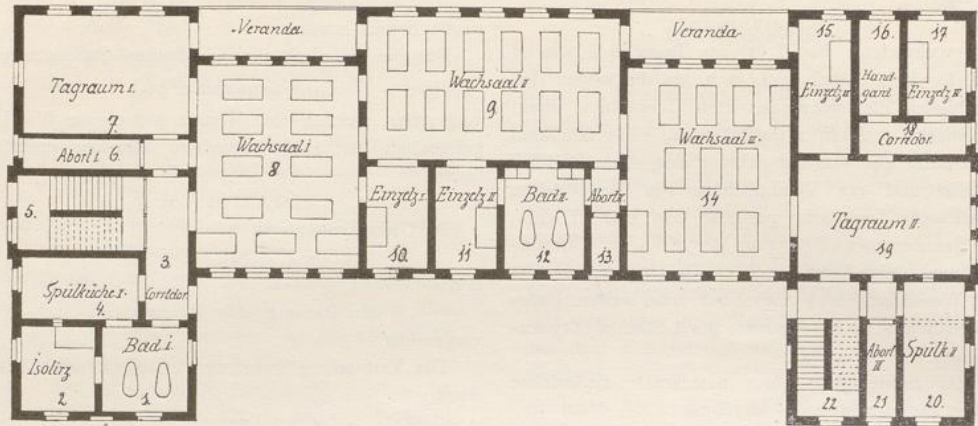 Veranda.
Veranda.
Tagraum I.
7.
Abort I. 6.
5.
3.
Corridor
Spülküche I.
4.
Isolirz
2
Bad I.
1
Wachsaal I
8
Wachsaal II
9.
Einzelz I.
10.
Einzelz II
11
Bad II.
12
Abort II.
13.
Wachsaal III.
14
15.
Einzelz III
16.
Hand-
gard.
17
Einzelz IV.
18
Corridor.
Tagraum II.
19
22
Abort
III
21
Spülk II
20.